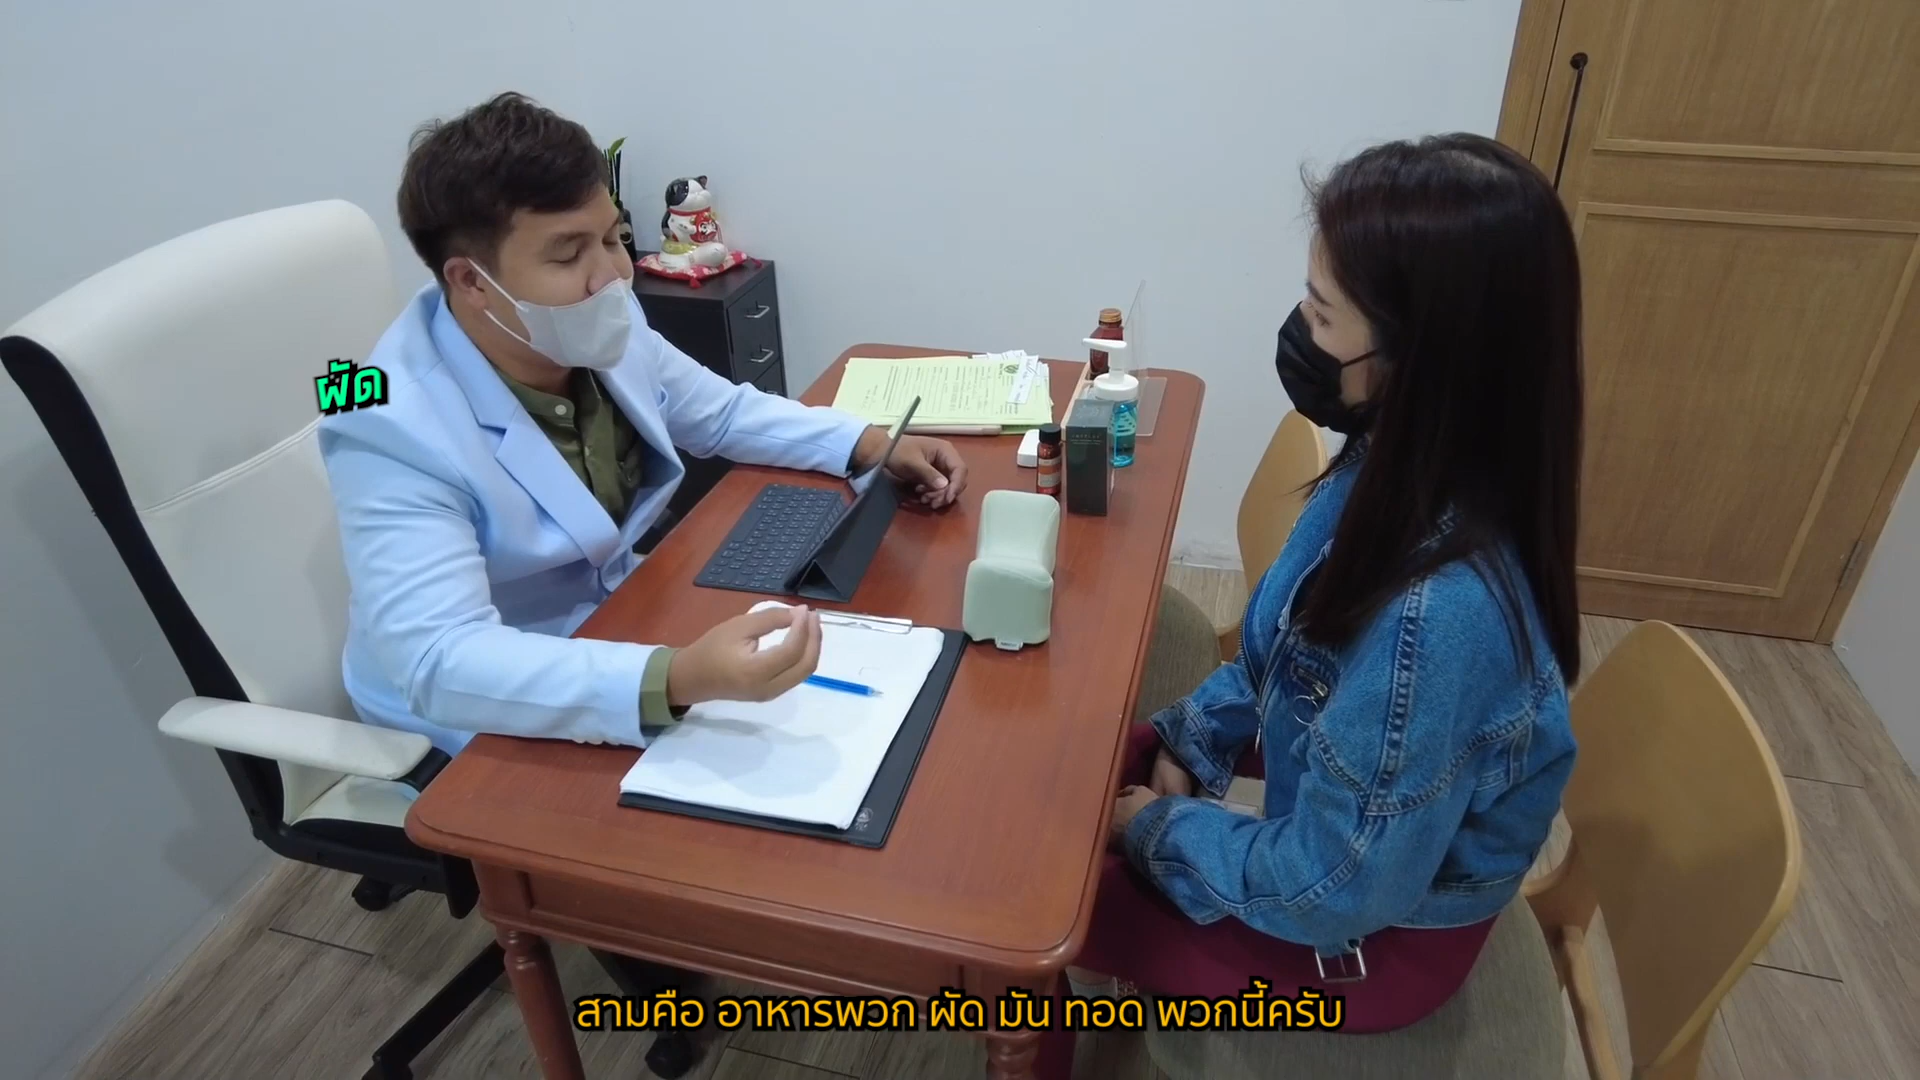 ผัด
สามคือ อาหารพวก ผัด มัน ทอด พวกนี้ครับ